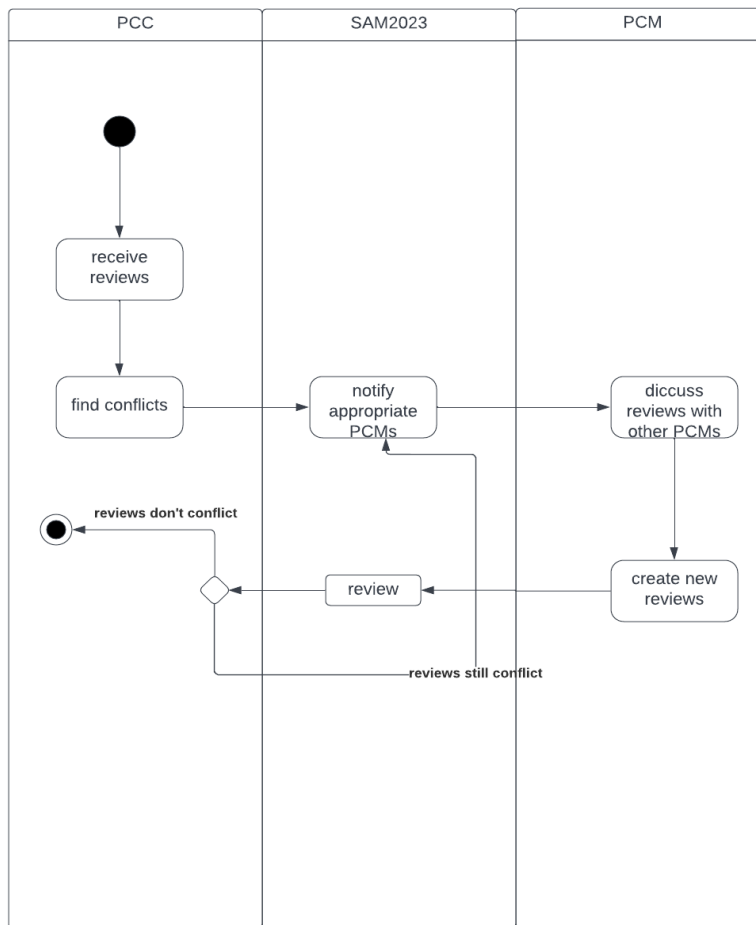 PCC
SAM2023
PCM
receive
reviews
find conflicts
notify
appropriate
PCMs
diccuss
reviews with
other PCMs
reviews don't conflict
review
create new
reviews
reviews still conflict